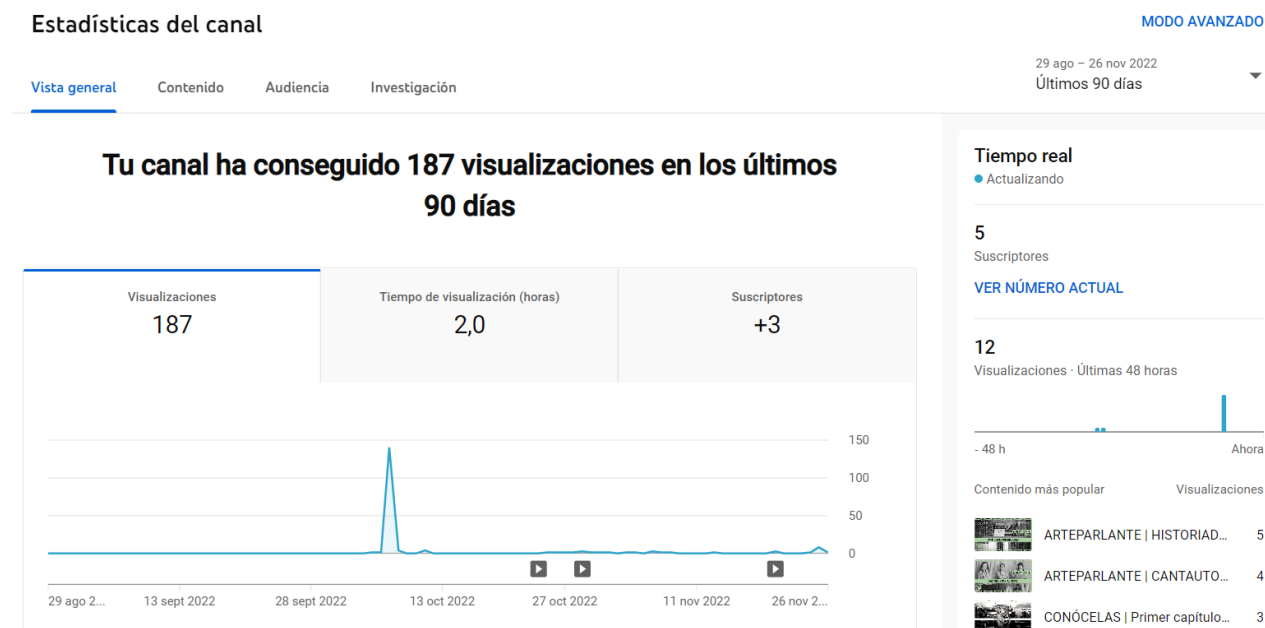 Estadísticas del canal
MODO AVANZADO
Vista general
Contenido
Audiencia
Investigación
29 ago – 26 nov 2022
Últimos 90 días
Tu canal ha conseguido 187 visualizaciones en los últimos
90 días
Visualizaciones
187
Tiempo de visualización (horas)
2,0
Suscriptores
+3
150
100
50
0
29 ago 2...
13 sept 2022
28 sept 2022
13 oct 2022
27 oct 2022
11 nov 2022
26 nov 2...
Tiempo real
Actualizando
5
Suscriptores
VER NÚMERO ACTUAL
12
Visualizaciones · Últimas 48 horas
- 48 h
Ahora
Contenido más popular
Visualizaciones
ARTEPARLANTE | HISTORIAD... 5
ARTEPARLANTE | CANTAUTO... 4
CONÓCELAS | Primer capítulo... 3